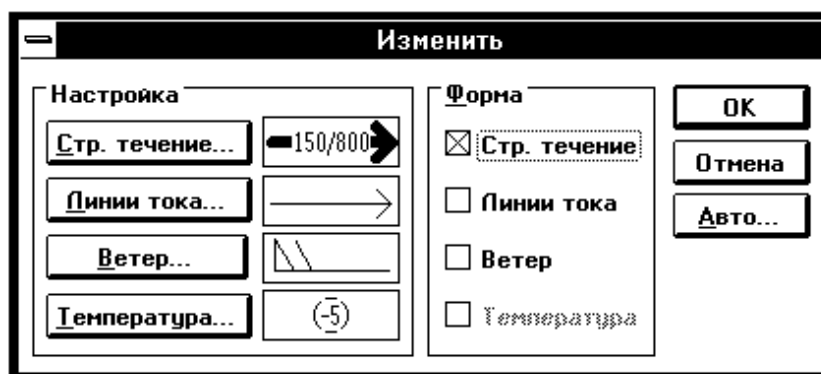 Изменить
Настройка
Стр. течение...
150/800
Линии тока...
Ветер...
Температура...
(-5)
Форма
Стр. течение
Линии тока
Ветер
Температура
OK
Отмена
Авто...